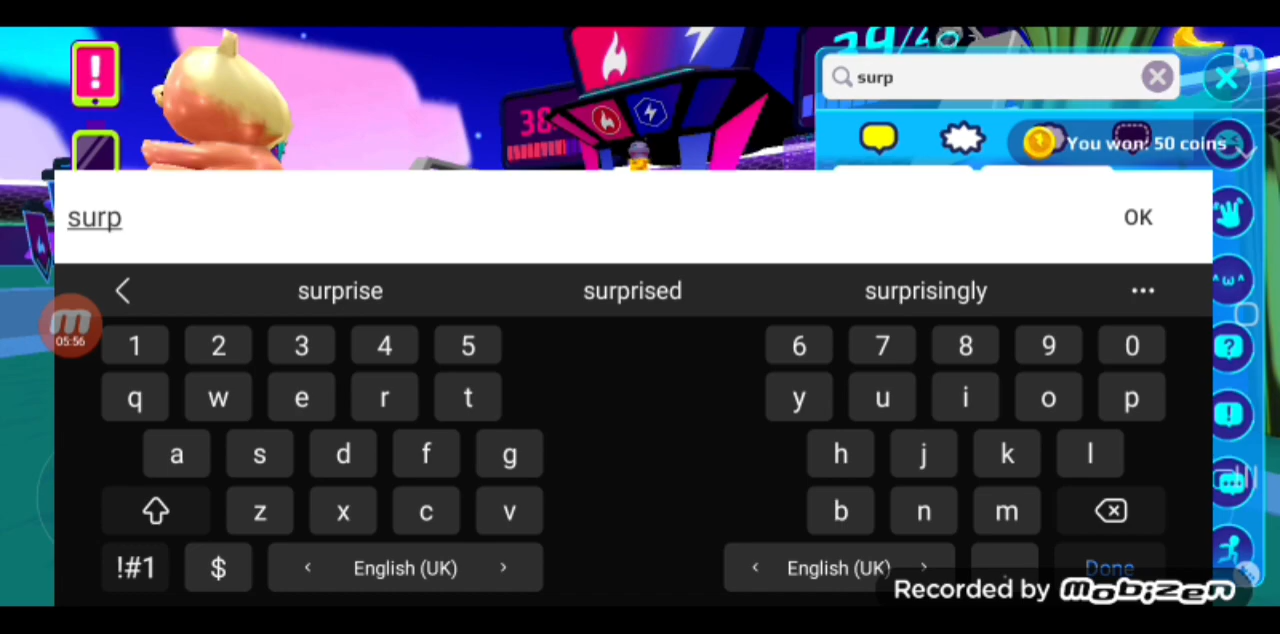 surp
You won: 50 coins
surp
OK
surprise surprised surprisingly ...
05:56
1 2 3 4 5 6 7 8 9 0
q w e r t y u i o p
a s d f g h j k l
z x c v b n m
!#1 $ < English (UK) > < English (UK) > . Done
Recorded by mobizen